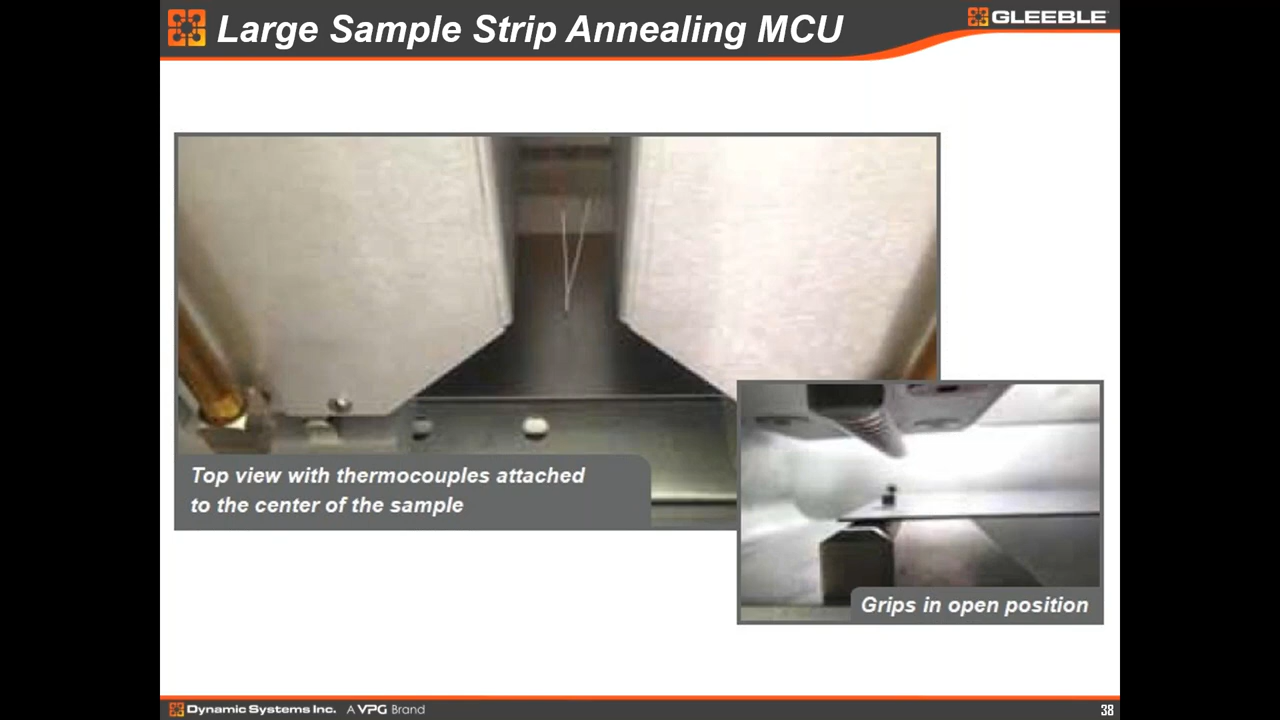 Large Sample Strip Annealing MCU
GLEEBLE
Top view with thermocouples attached
to the center of the sample
Grips in open position
Dynamic Systems Inc. A VPG Brand
38